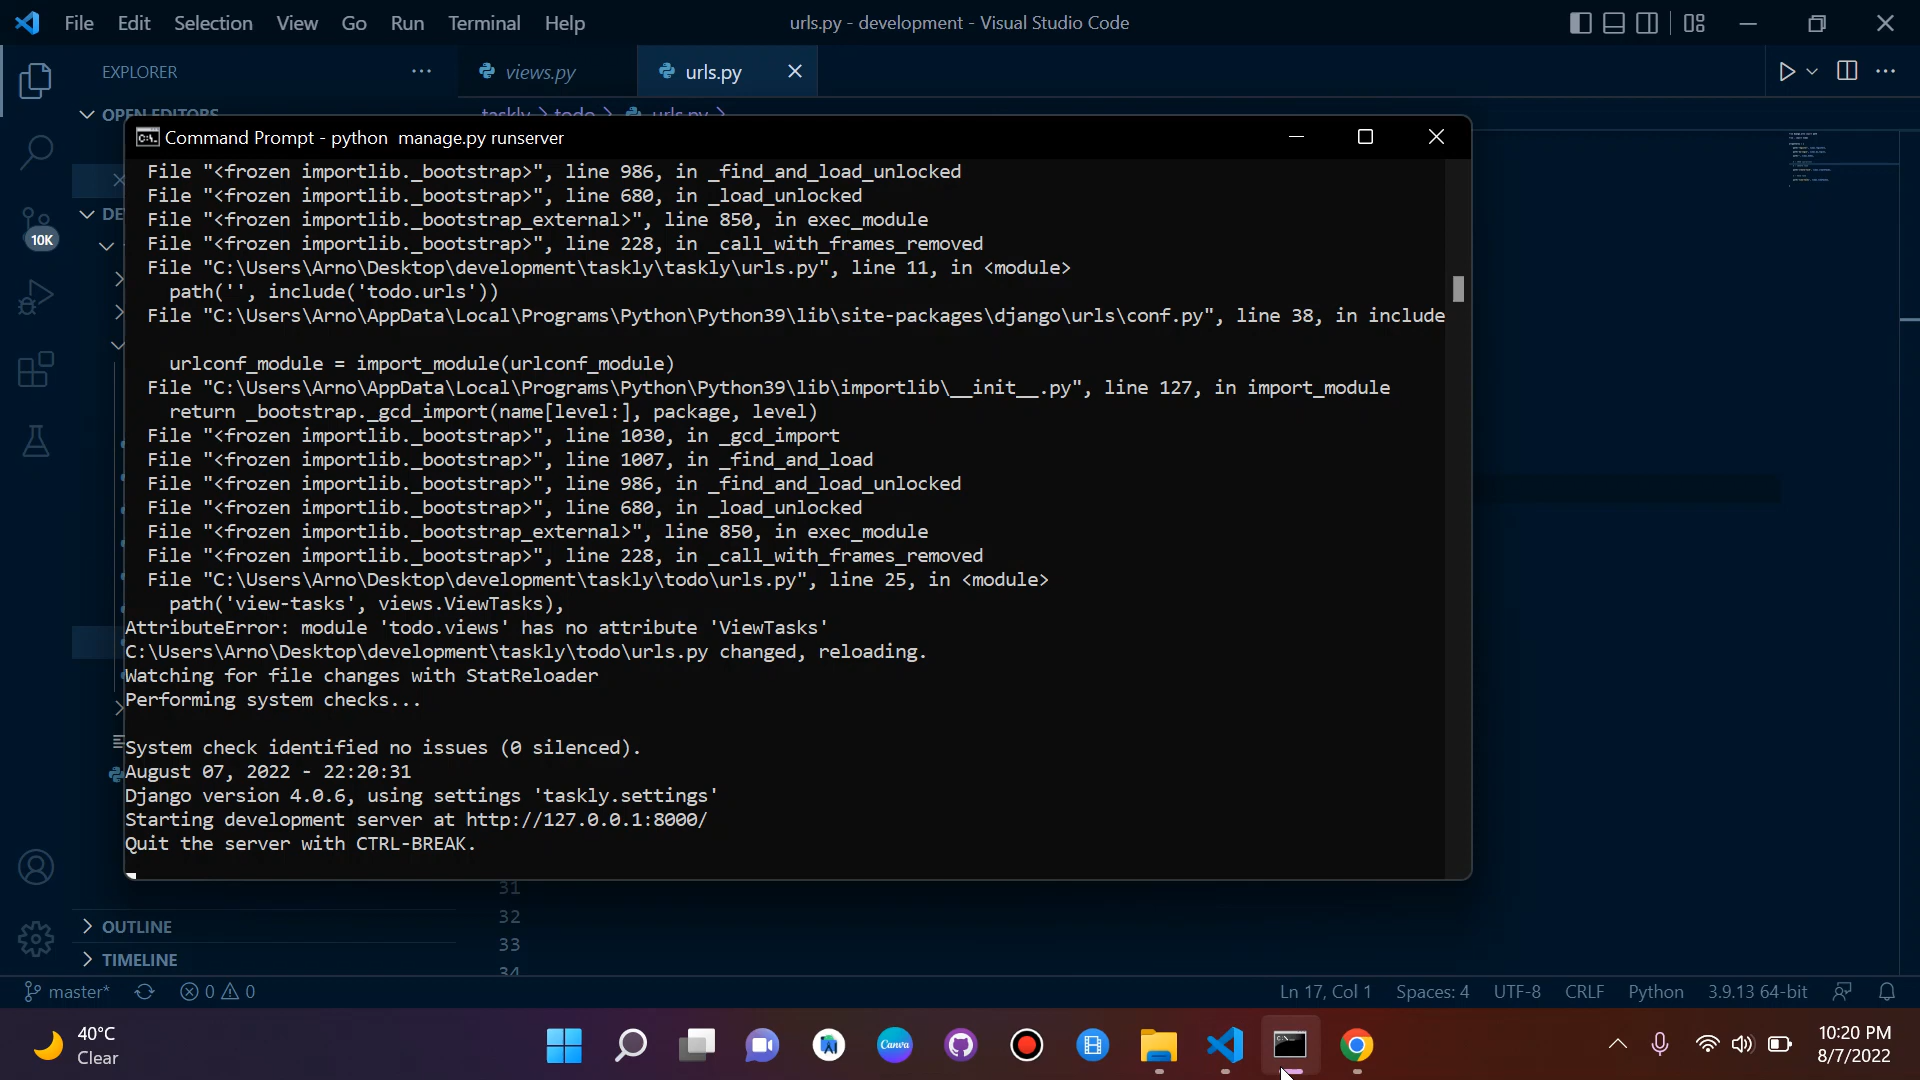 File Edit Selection View Go Run Terminal Help
urls.py - development - Visual Studio Code
EXPLORER
views.py
urls.py
OPEN EDITORS
taskly > todo > urls.py >
Command Prompt - python  manage.py runserver
10K
DE
File "<frozen importlib._bootstrap>", line 986, in _find_and_load_unlocked
File "<frozen importlib._bootstrap>", line 680, in _load_unlocked
File "<frozen importlib._bootstrap_external>", line 850, in exec_module
File "<frozen importlib._bootstrap>", line 228, in _call_with_frames_removed
File "C:\Users\Arno\Desktop\development\taskly\taskly\urls.py", line 11, in <module>
path('', include('todo.urls'))
File "C:\Users\Arno\AppData\Local\Programs\Python\Python39\lib\site-packages\django\urls\conf.py", line 38, in include
urlconf_module = import_module(urlconf_module)
File "C:\Users\Arno\AppData\Local\Programs\Python\Python39\lib\importlib\__init__.py", line 127, in import_module
return _bootstrap._gcd_import(name[level:], package, level)
File "<frozen importlib._bootstrap>", line 1030, in _gcd_import
File "<frozen importlib._bootstrap>", line 1007, in _find_and_load
File "<frozen importlib._bootstrap>", line 986, in _find_and_load_unlocked
File "<frozen importlib._bootstrap>", line 680, in _load_unlocked
File "<frozen importlib._bootstrap_external>", line 850, in exec_module
File "<frozen importlib._bootstrap>", line 228, in _call_with_frames_removed
File "C:\Users\Arno\Desktop\development\taskly\todo\urls.py", line 25, in <module>
path('view-tasks', views.ViewTasks),
AttributeError: module 'todo.views' has no attribute 'ViewTasks'
C:\Users\Arno\Desktop\development\taskly\todo\urls.py changed, reloading.
Watching for file changes with StatReloader
Performing system checks...
System check identified no issues (0 silenced).
August 07, 2022 - 22:20:31
Django version 4.0.6, using settings 'taskly.settings'
Starting development server at http://127.0.0.1:8000/
Quit the server with CTRL-BREAK.
31
32
33
34
OUTLINE
TIMELINE
master*
0
0
Ln 17, Col 1
Spaces: 4
UTF-8
CRLF
Python
3.9.13 64-bit
40°C
Clear
Canva
10:20 PM
8/7/2022